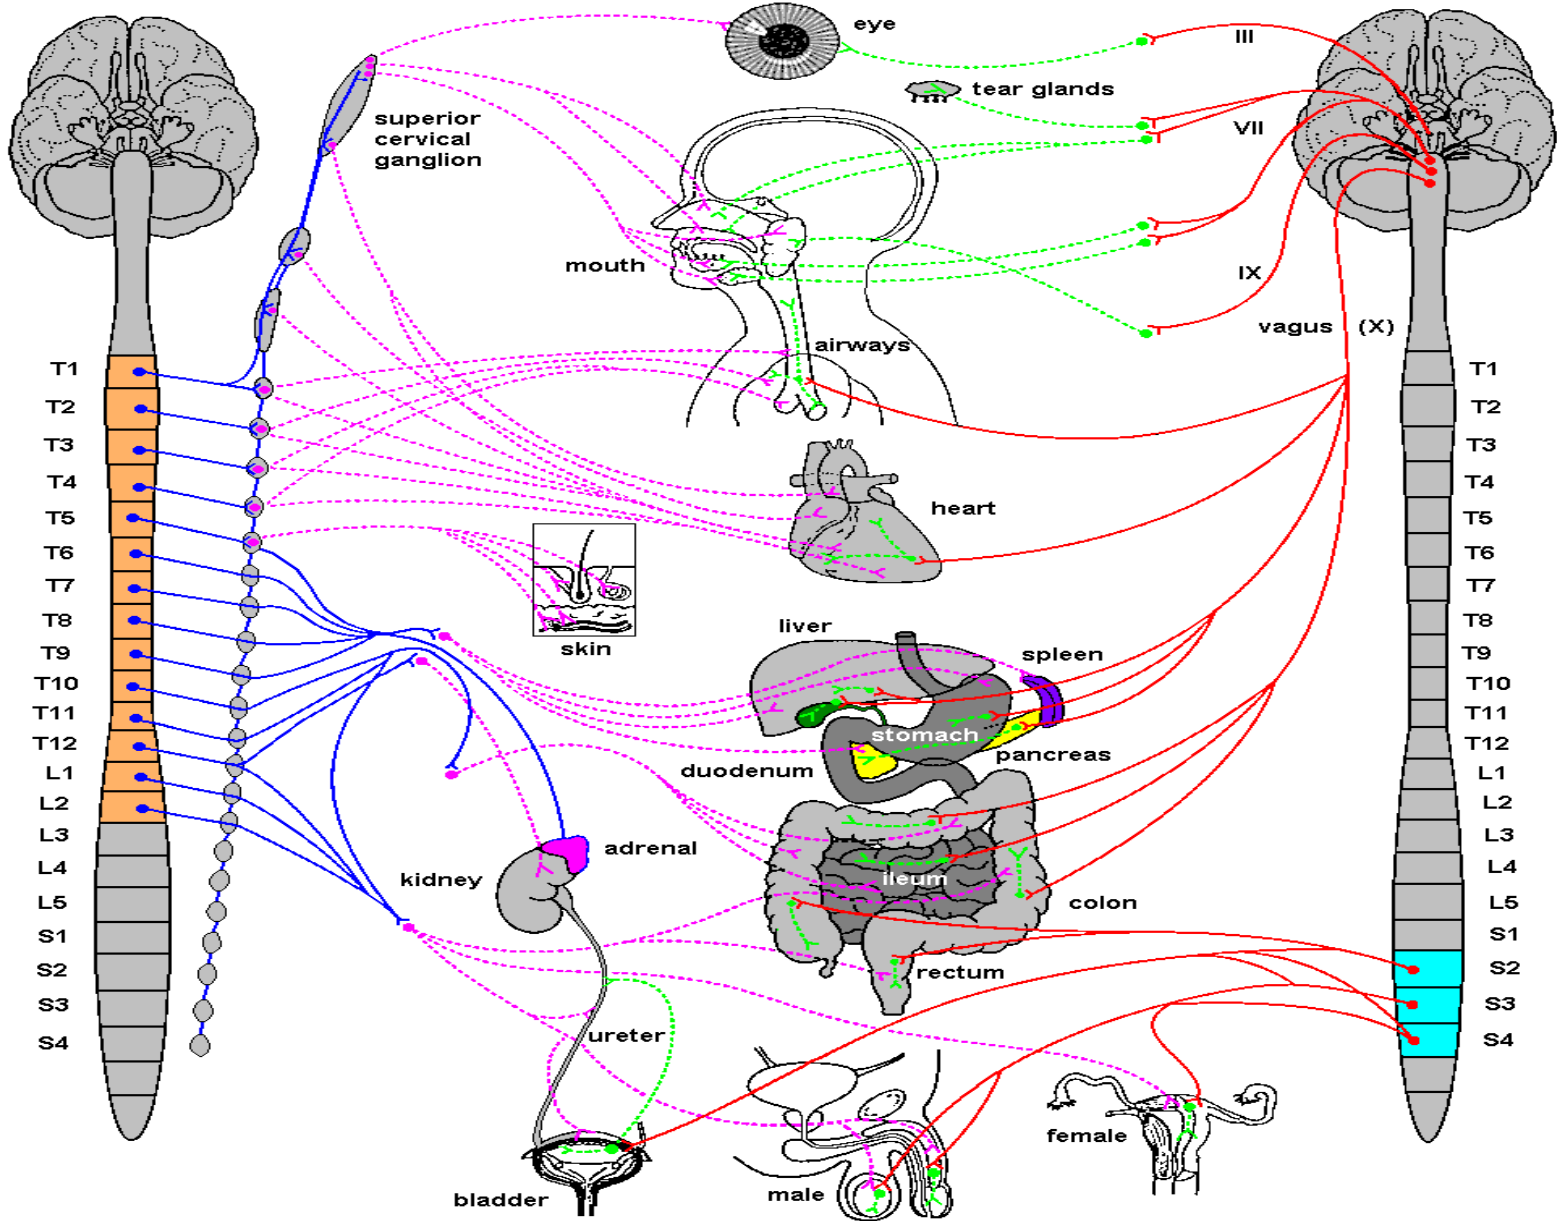 eye
III
tear glands
superior
cervical
ganglion
VII
mouth
IX
vagus (X)
airways
T1
T2
T3
T4
T5
T6
T7
T8
T9
T10
T11
T12
L1
L2
L3
L4
L5
S1
S2
S3
S4
heart
skin
liver
spleen
stomach
pancreas
duodenum
adrenal
kidney
ileum
colon
rectum
ureter
bladder
male
female
T1
T2
T3
T4
T5
T6
T7
T8
T9
T10
T11
T12
L1
L2
L3
L4
L5
S1
S2
S3
S4